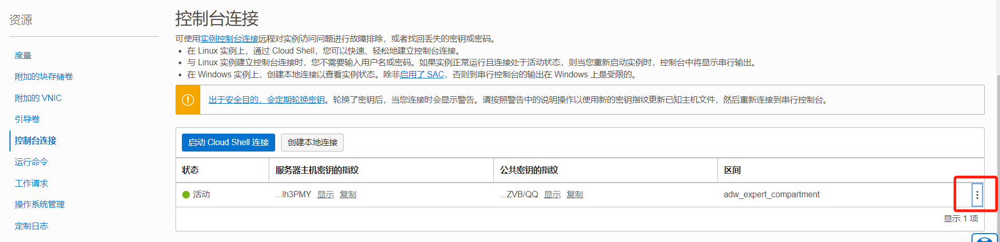 资源
度量
附加的块存储卷
附加的 VNIC
引导卷
控制台连接
运行命令
工作请求
操作系统管理
定制日志
控制台连接
可使用实例控制台连接远程对实例访问问题进行故障排除，或者找回丢失的密钥或密码。
• 在 Linux 实例上，通过 Cloud Shell，您可以快速、轻松地建立控制台连接。
• 与 Linux 实例建立控制台连接时，您不需要输入用户名或密码。如果实例正常运行且连接处于活动状态，则当您重新启动实例时，控制台中将显示串行输出。
• 在 Windows 实例上，创建本地连接以查看实例状态。除非启用了 SAC，否则到串行控制台的输出在 Windows 上是受限的。
出于安全目的，会定期轮换密钥。轮换了密钥后，当您连接时会显示警告。请按照警告中的说明操作以使用新的密钥指纹更新已知主机文件，然后重新连接到串行控制台。
启动 Cloud Shell 连接 创建本地连接
状态 服务器主机密钥的指纹 公共密钥的指纹 区间
活动 ...lh3PMY 显示 复制 ...ZVB/QQ 显示 复制 adw_expert_compartment
显示 1 项